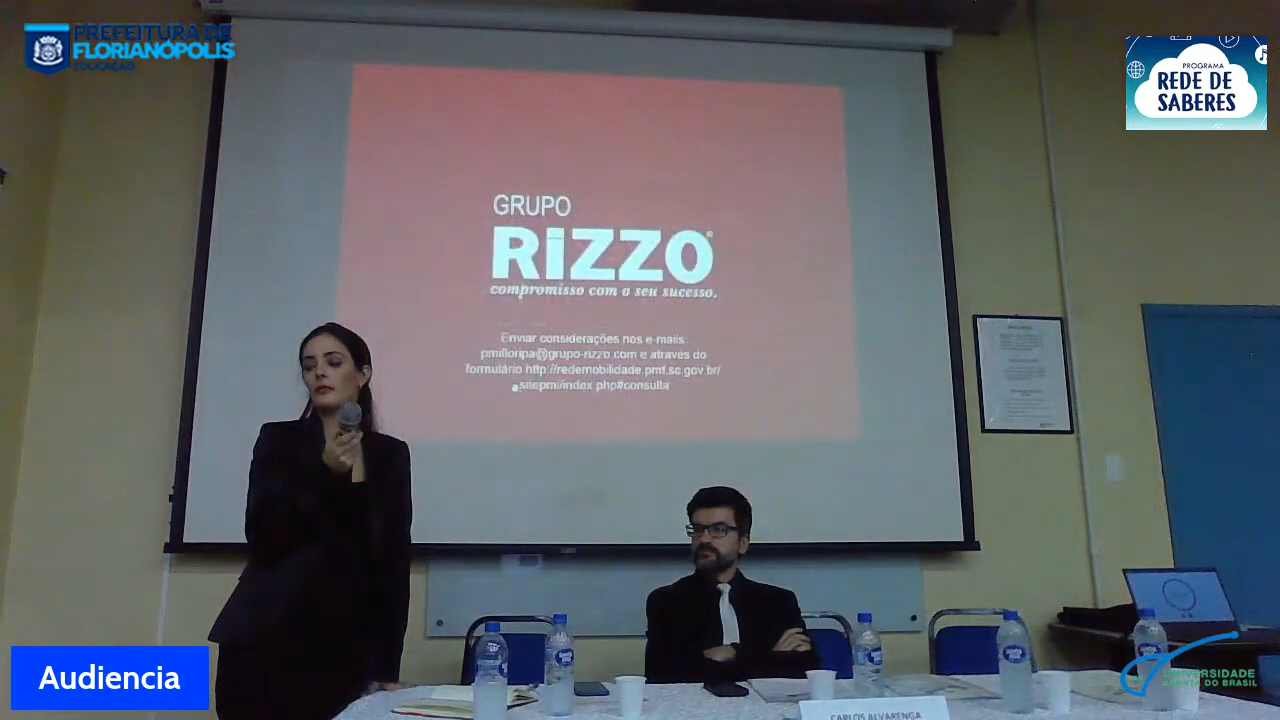 PREFEITURA DE
FLORIANÓPOLIS
EDUCAÇÃO
PROGRAMA
REDE DE
SABERES
GRUPO
RIZZO®
compromisso com o seu sucesso.
Enviar considerações nos e-mails
pmifloripa@grupo-rizzo.com e através do
formulário http://redemobilidade.pmf.sc.gov.br/
sitepmi/index.php#consulta
Audiencia
CARLOS ALVARENGA
UNIVERSIDADE
ABERTA DO BRASIL